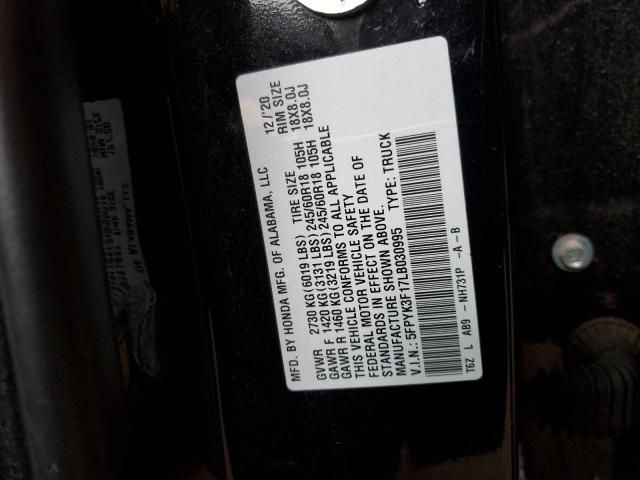 MFD. BY HONDA MFG. OF ALABAMA, LLC 12/'20
GVWR 2730 KG (6019 LBS) TIRE SIZE RIM SIZE
GAWR F 1420 KG (3131 LBS) 245/60R18 105H 18X8.0J
GAWR R 1460 KG (3219 LBS) 245/60R18 105H 18X8.0J
THIS VEHICLE CONFORMS TO ALL APPLICABLE
FEDERAL MOTOR VEHICLE SAFETY
STANDARDS IN EFFECT ON THE DATE OF
MANUFACTURE SHOWN ABOVE.
V.I.N.: 5FPYK3F17LB030995 TYPE: TRUCK
T6Z L AB9 - NH731P -A -B